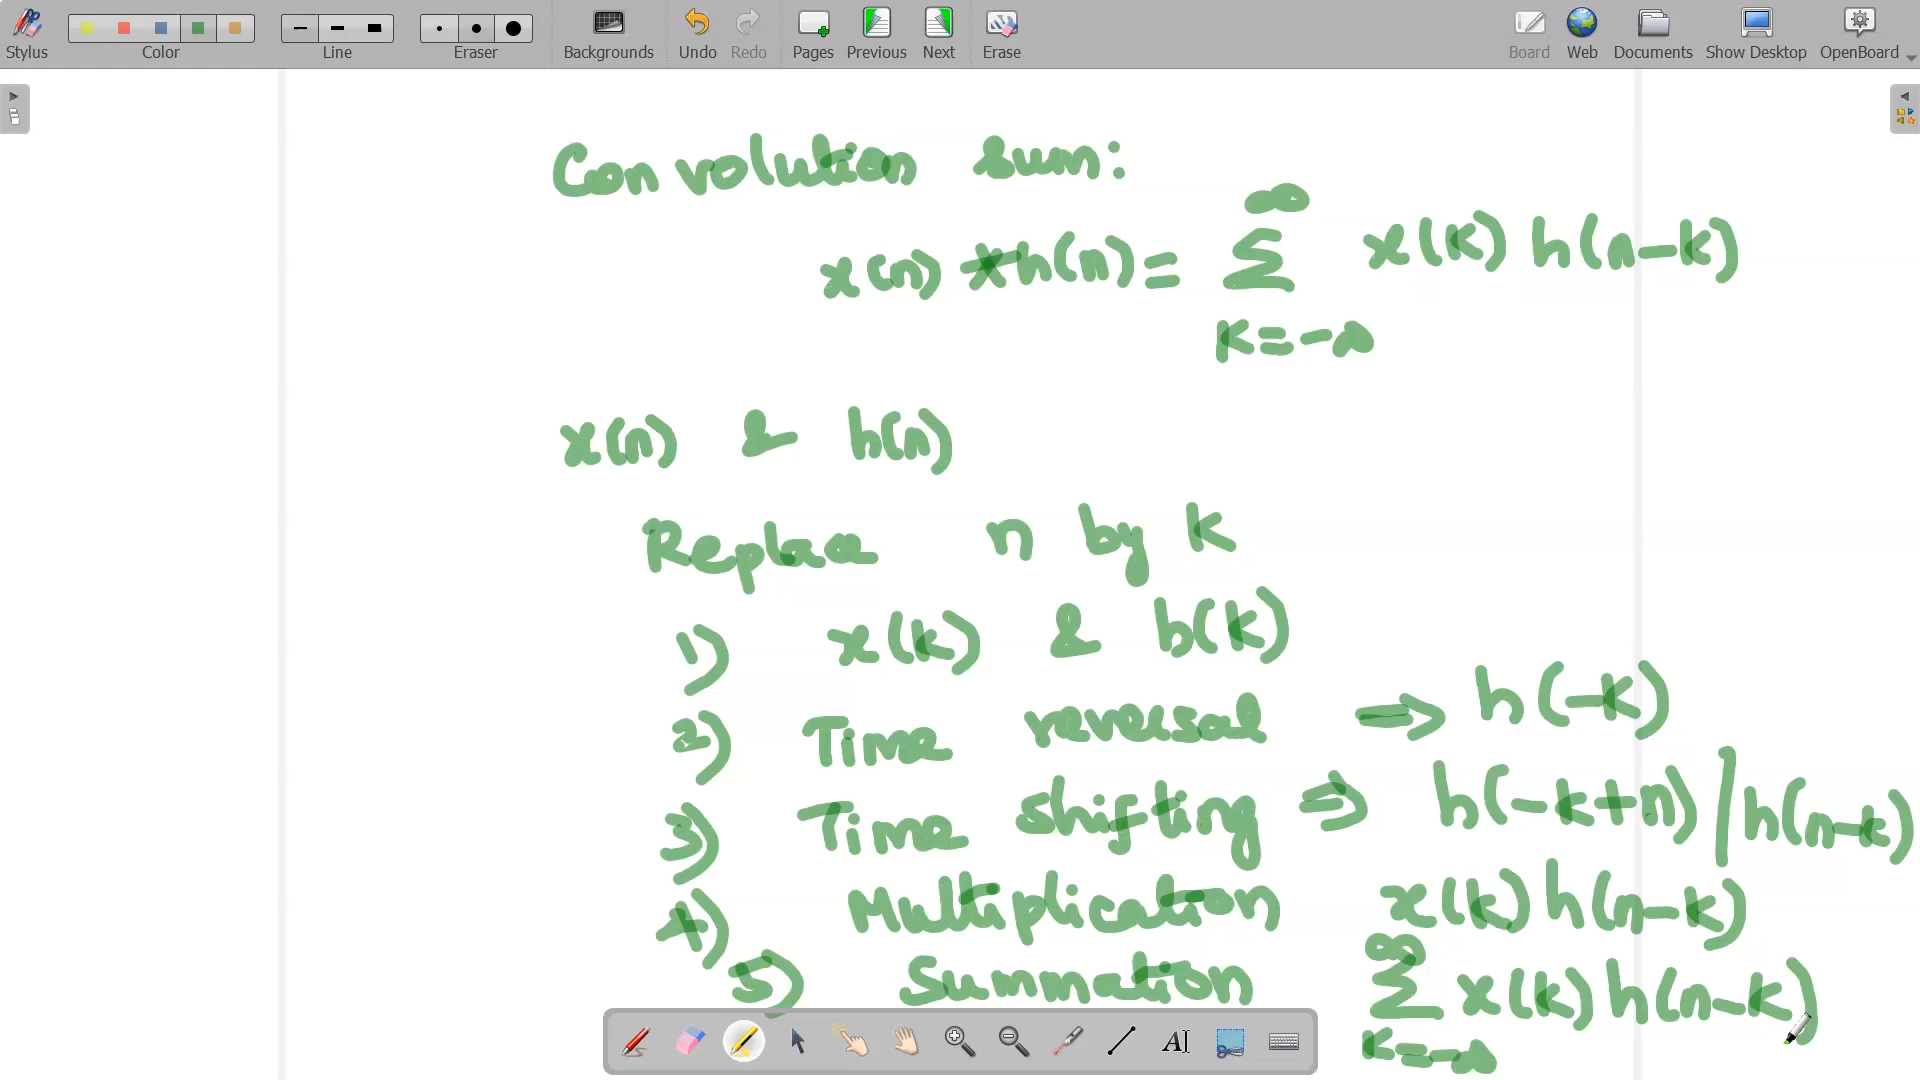 Stylus Color Line Eraser Backgrounds Undo Redo Pages Previous Next Erase Board Web Documents Show Desktop OpenBoard
Convolution sum:
x(n) * h(n) = ∞ Σ k=-∞ x(k) h(n-k)
x(n) & h(n)
Replace n by k
1) x(k) & h(k)
2) Time reversal ⇒ h(-k)
3) Time shifting ⇒ h(-k+n) | h(n-k)
4) Multiplication x(k) h(n-k)
5) Summation ∞ Σ k=-∞ x(k) h(n-k)